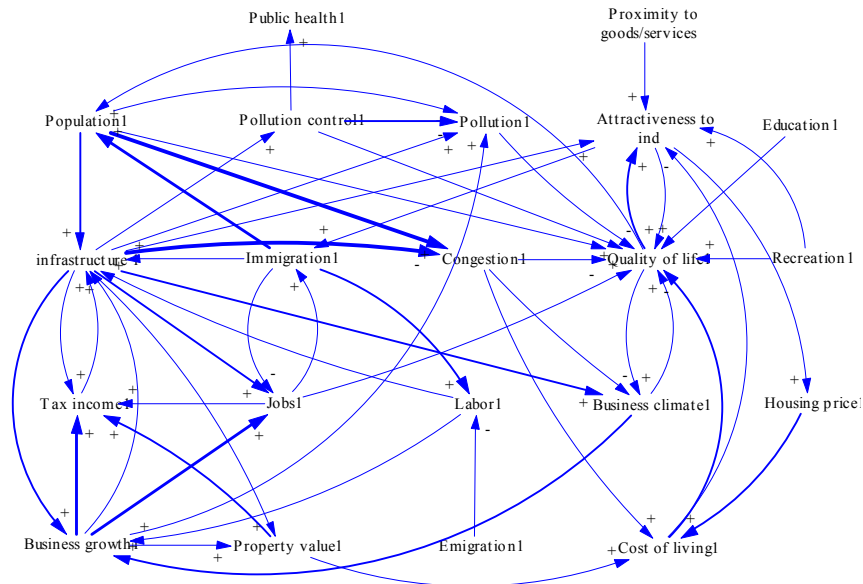 Public health1
Proximity to
goods/services
Population1
Pollution control1
Pollution1
Attractiveness to
ind
Education1
infrastructure1
Immigration1
Congestion1
Quality of life1
Recreation1
Tax income1
Jobs1
Labor1
Business climate1
Housing price1
Business growth1
Property value1
Emigration1
Cost of living1